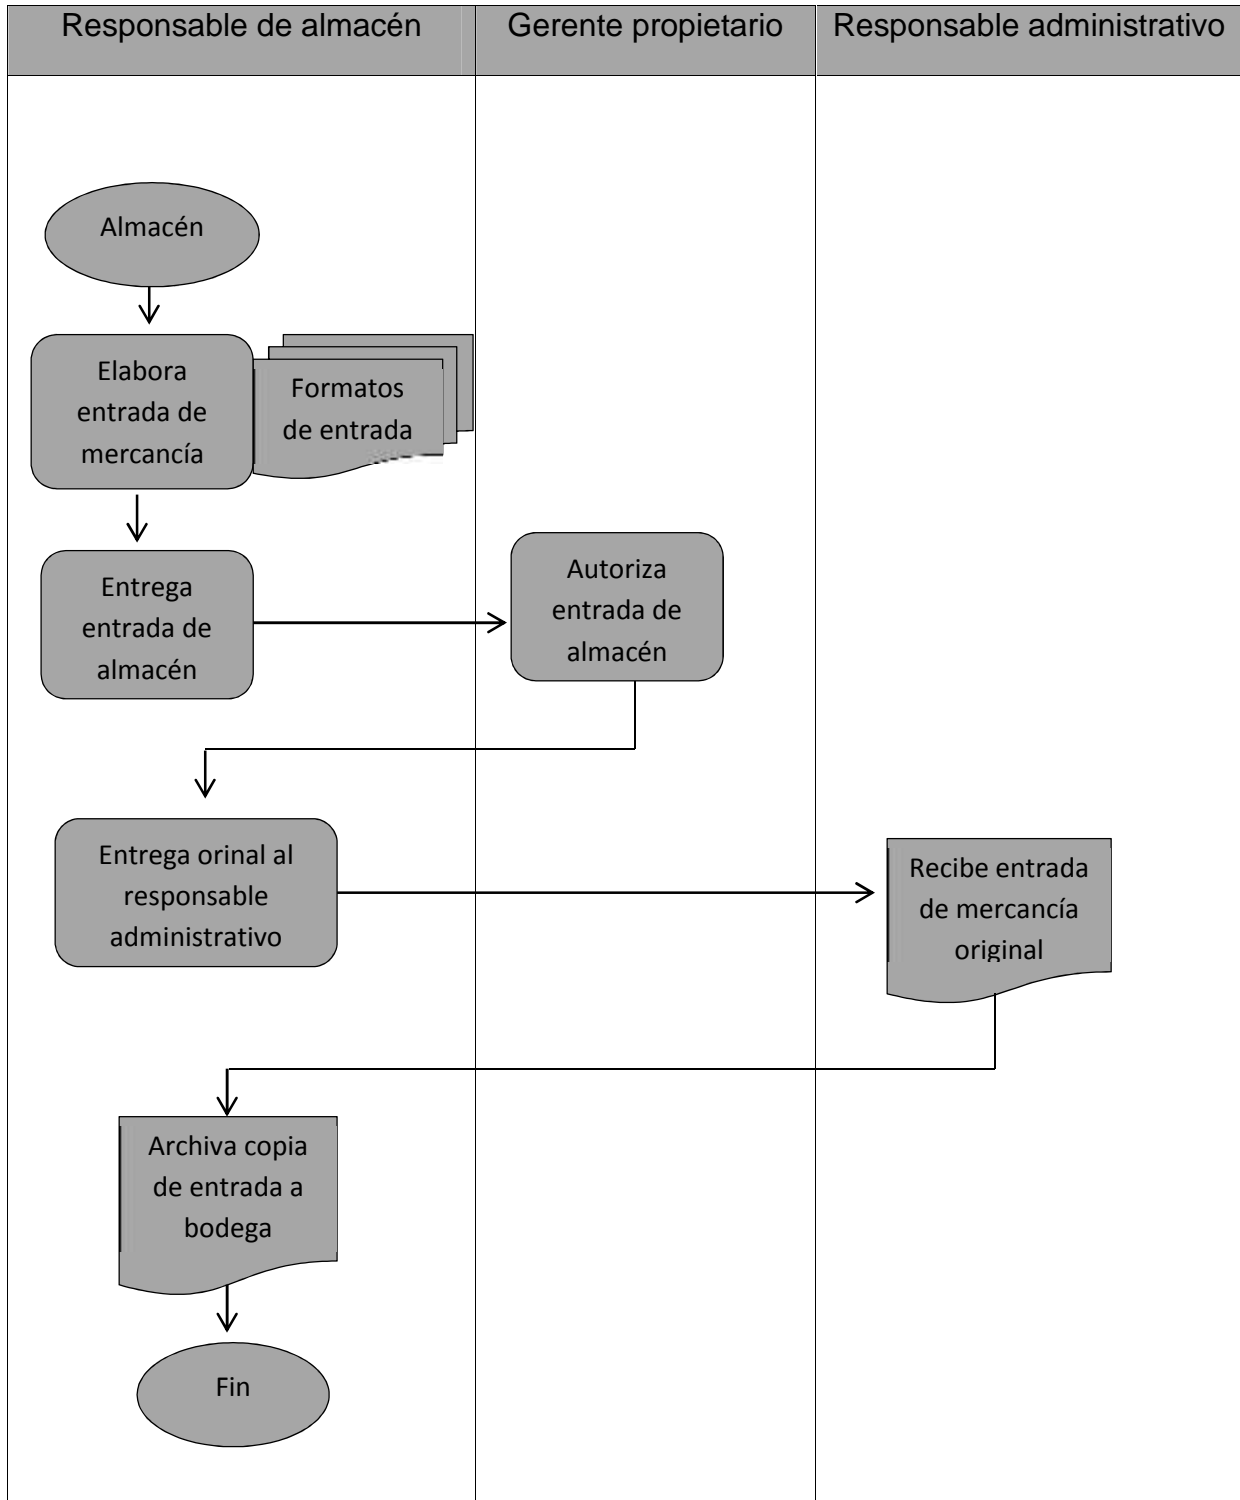 Responsable de almacén
Gerente propietario
Responsable administrativo
Almacén
Elabora
entrada de
mercancía
Formatos
de entrada
Entrega
entrada de
almacén
Autoriza
entrada de
almacén
Entrega orinal al
responsable
administrativo
Recibe entrada
de mercancía
original
Archiva copia
de entrada a
bodega
Fin